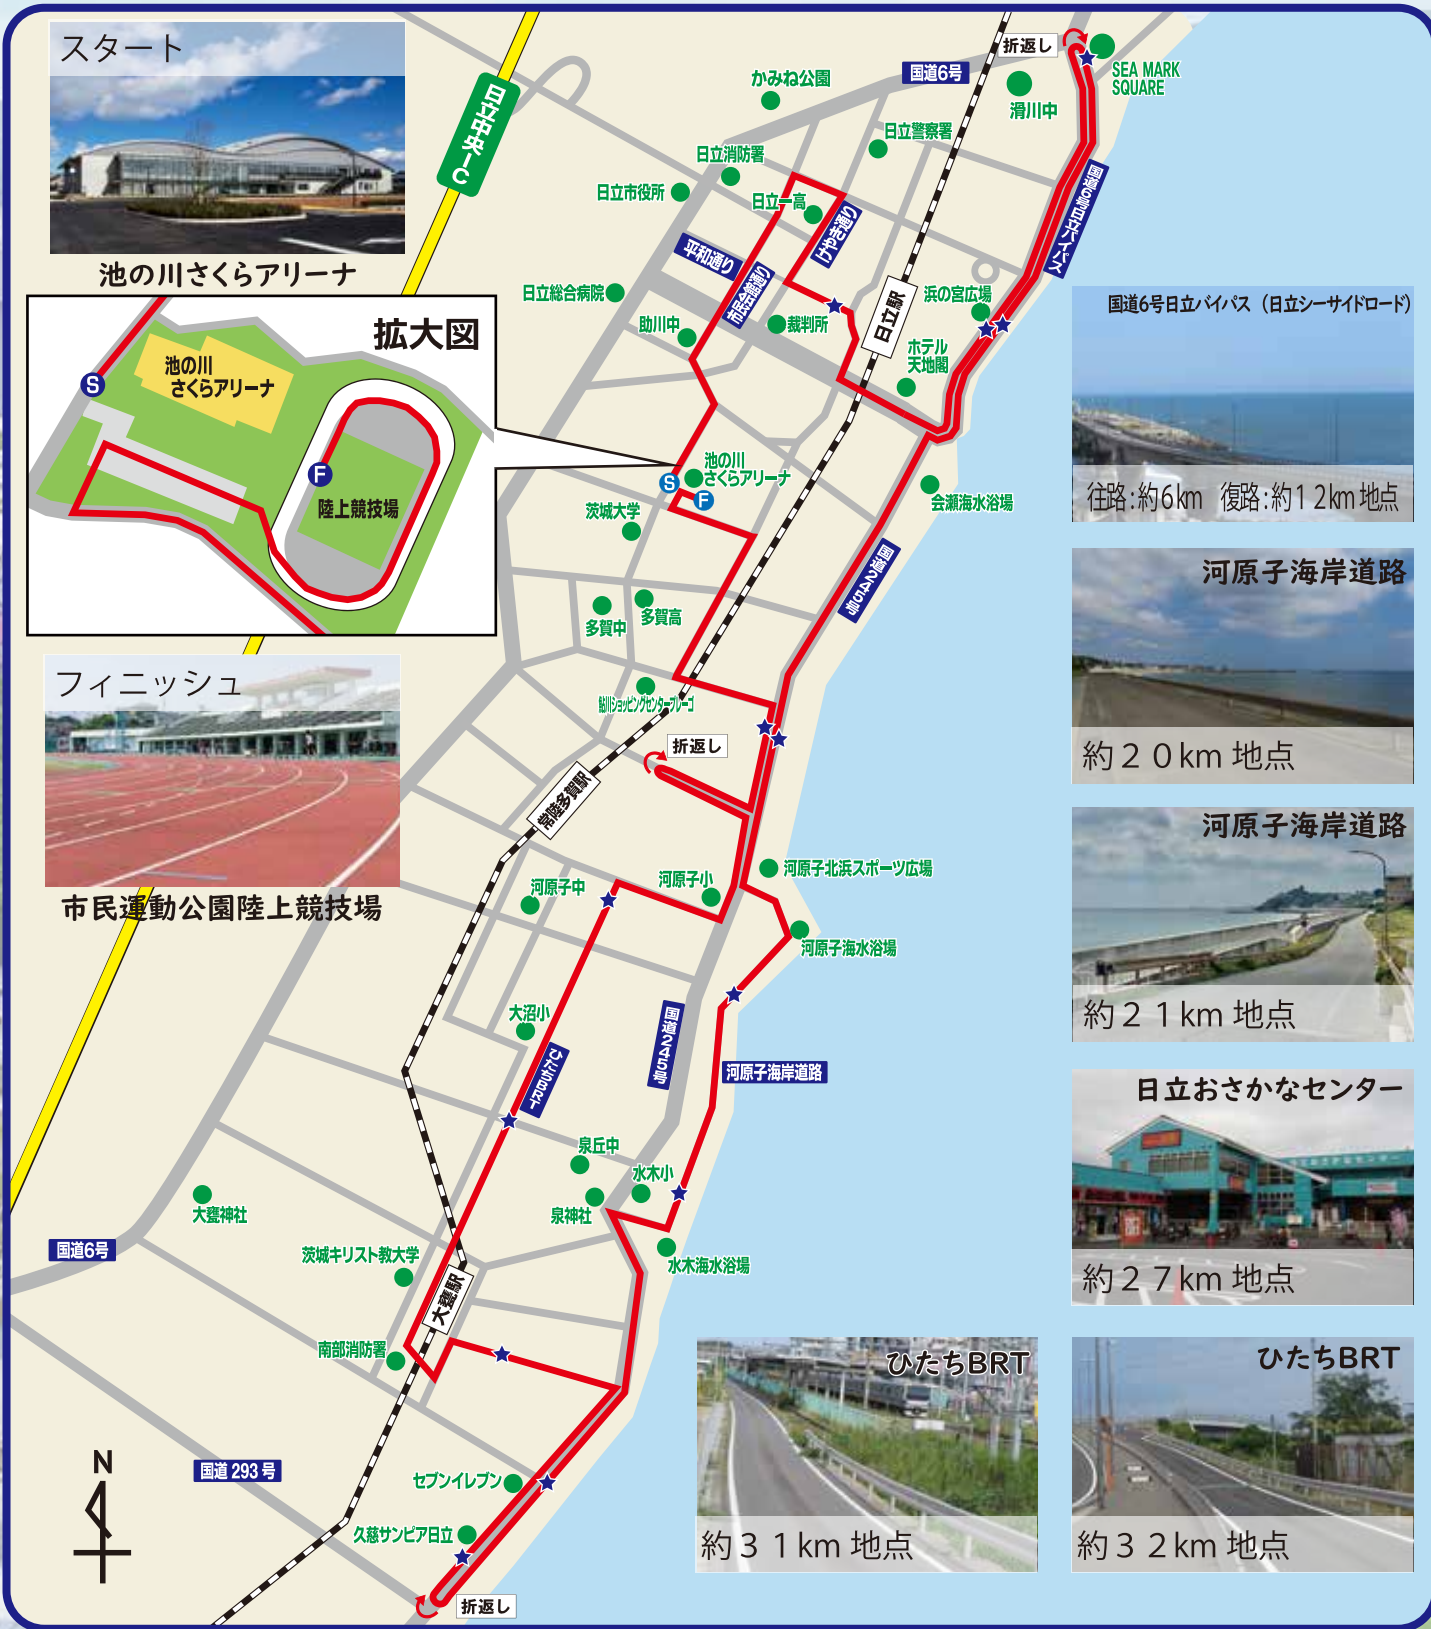 スタート
池の川さくらアリーナ
拡大図
池の川
さくらアリーナ
S
F
陸上競技場
フィニッシュ
市民運動公園陸上競技場
日立中央IC
折返し
SEA MARK
SQUARE
国道6号
かみね公園
滑川中
日立警察署
日立消防署
日立市役所
日立一高
けやき通り
国道6号日立バイパス
平和通り
市民会館通り
日立総合病院
浜の宮広場
日立駅
助川中
裁判所
ホテル
天地閣
池の川
さくらアリーナ
S
F
会瀬海水浴場
茨城大学
国道245号
多賀中
多賀高
鮎川ショッピングセンターブレーゴ
折返し
常陸多賀駅
河原子北浜スポーツ広場
河原子中
河原子小
河原子海水浴場
大沼小
国道245号
ひたちBRT
河原子海岸道路
泉丘中
水木小
泉神社
大甕神社
水木海水浴場
国道6号
茨城キリスト教大学
大甕駅
南部消防署
国道293号
セブンイレブン
久慈サンピア日立
折返し
N
国道6号日立バイパス（日立シーサイドロード）
往路：約6km 復路：約12km地点
河原子海岸道路
約20km地点
河原子海岸道路
約21km地点
日立おさかなセンター
約27km地点
ひたちBRT
約31km地点
ひたちBRT
約32km地点